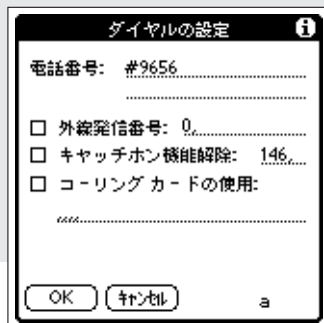 ダイヤルの設定
電話番号: #9656
外線発信番号: 0,
キャッチホン機能解除: 146,
コーリング カードの使用:
,,,,
OK キャンセル a